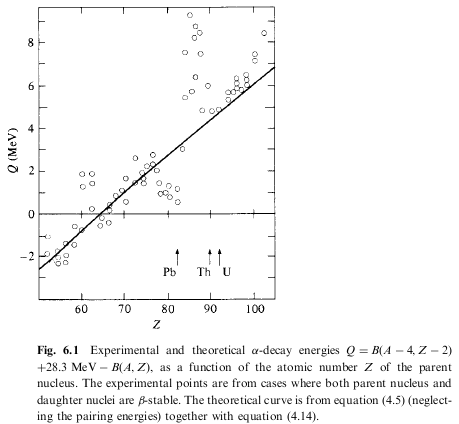 8
6
4
2
0
−2
Q (MeV)
Pb
Th
U
60
70
80
90
100
Z
Fig. 6.1 Experimental and theoretical α-decay energies Q = B(A − 4, Z − 2)
+28.3 MeV − B(A, Z), as a function of the atomic number Z of the parent
nucleus. The experimental points are from cases where both parent nucleus and
daughter nuclei are β-stable. The theoretical curve is from equation (4.5) (neglect-
ing the pairing energies) together with equation (4.14).